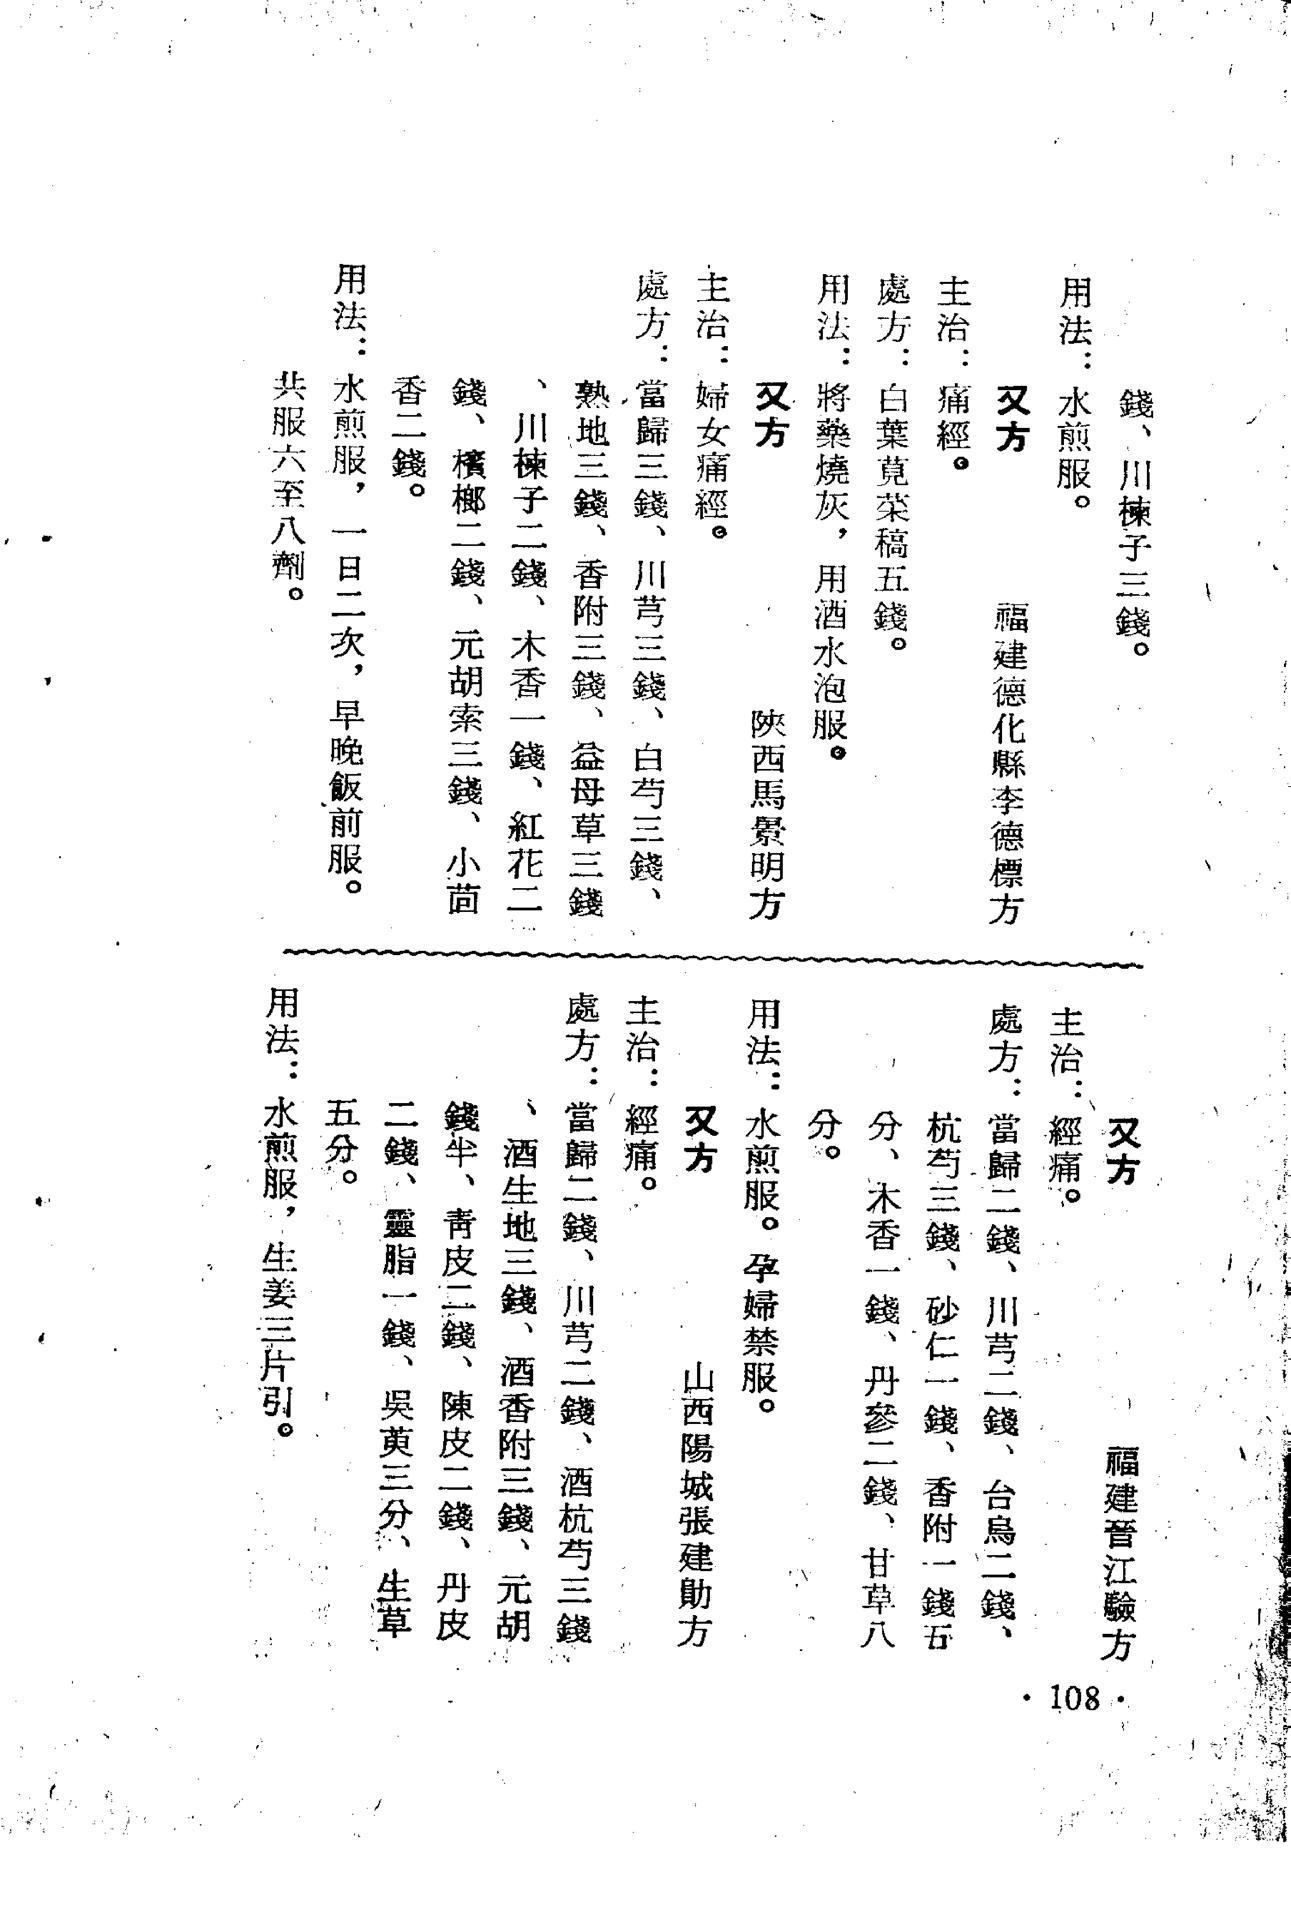 錢、川楝子三錢。
用法：水煎服。
又方　福建德化縣李德標方
主治：痛經。
處方：白葉莧菜稿五錢。
用法：將藥燒灰，用酒水泡服。
又方　陝西馬景明方
主治：婦女痛經。
處方：當歸三錢、川芎三錢、白芍三錢、
熟地三錢、香附三錢、益母草三錢
、川楝子二錢、木香一錢、紅花二
錢、檳榔二錢、元胡索三錢、小茴
香二錢。
用法：水煎服，一日二次，早晚飯前服。
共服六至八劑。
又方　福建晉江驗方
主治：經痛。
處方：當歸二錢、川芎二錢、台烏二錢、
杭芍三錢、砂仁一錢、香附一錢五
分、木香一錢、丹參二錢、甘草八
分。
用法：水煎服。孕婦禁服。
又方　山西陽城張建勛方
主治：經痛。
處方：當歸二錢、川芎二錢、酒杭芍三錢
、酒生地三錢、酒香附三錢、元胡
錢半、青皮二錢、陳皮二錢、丹皮
二錢、靈脂一錢、吳萸三分、生草
五分。
用法：水煎服，生姜三片引。
·108·